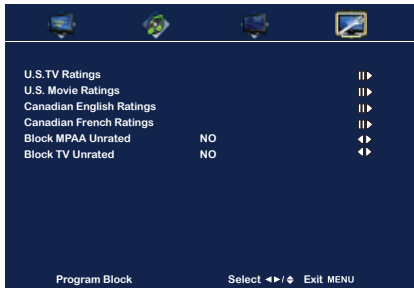 U.S.TV Ratings
U.S. Movie Ratings
Canadian English Ratings
Canadian French Ratings
Block MPAA Unrated NO
Block TV Unrated NO
Program Block Select ◄►/◆ Exit MENU